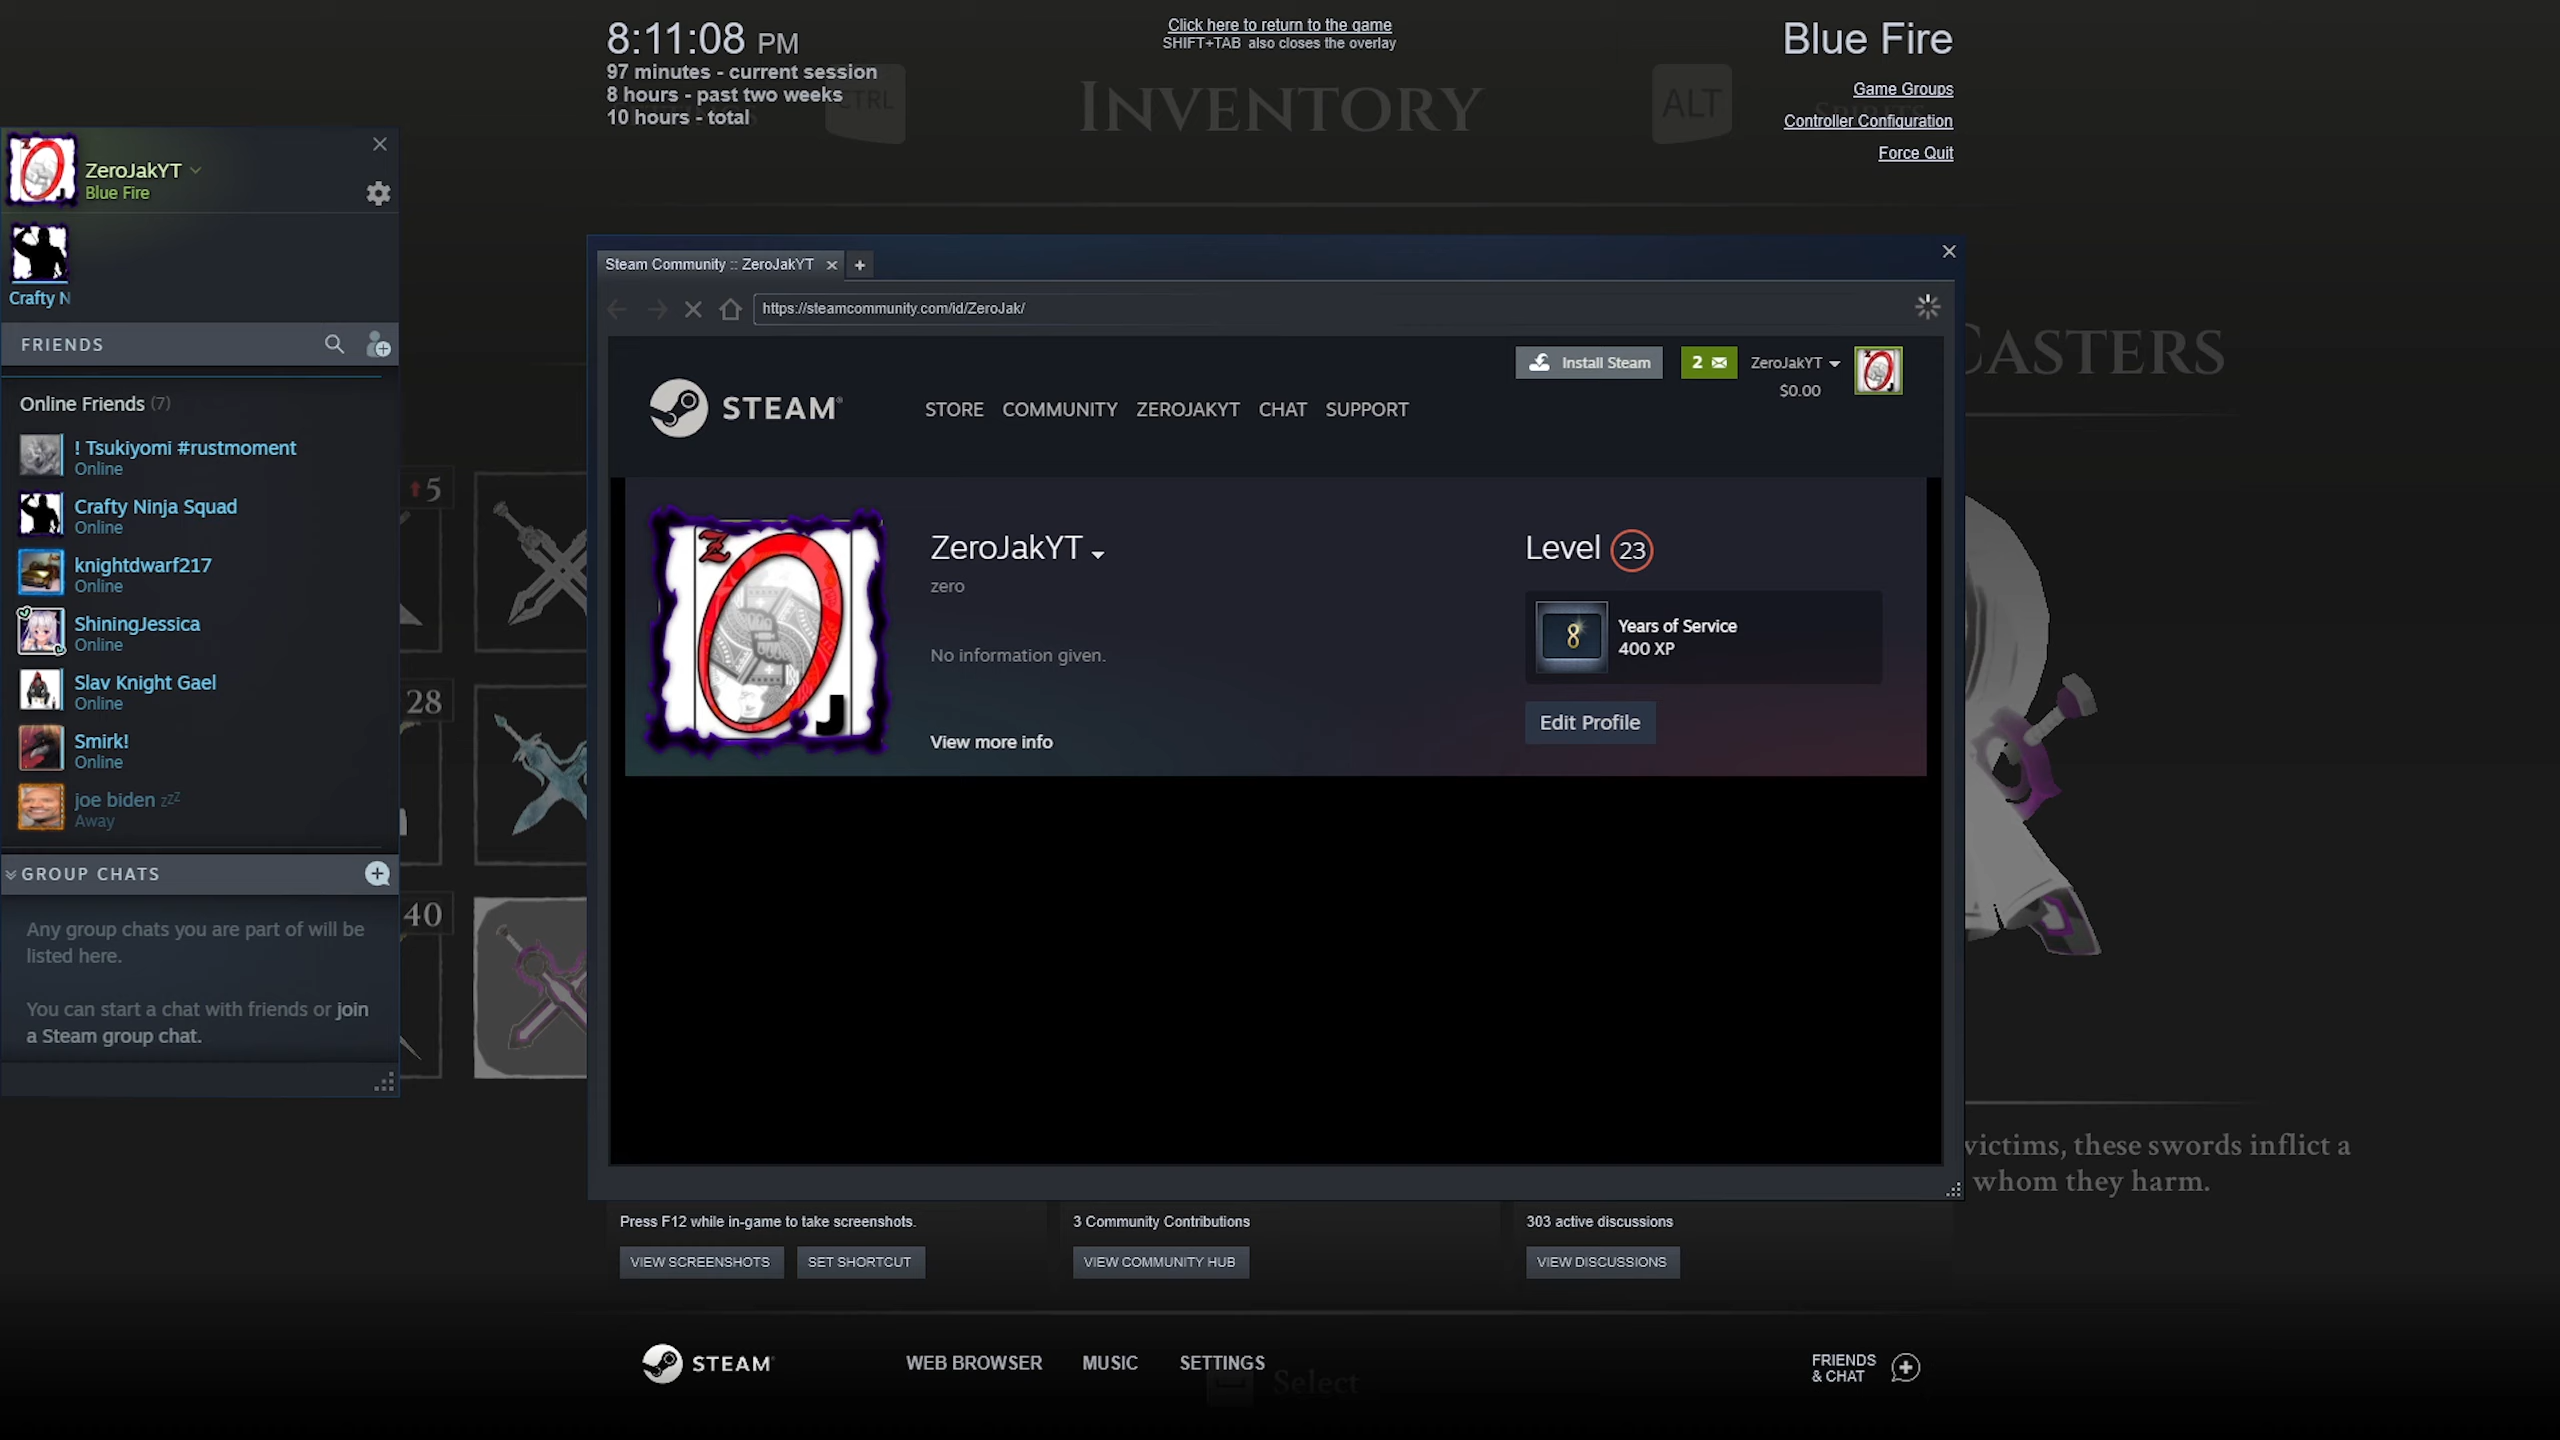 8:11:08 PM
97 minutes - current session
8 hours - past two weeks
10 hours - total
Click here to return to the game
SHIFT+TAB also closes the overlay
Blue Fire
Game Groups
Controller Configuration
Force Quit
CTRL
INVENTORY
ALT
SPIRITS
ZeroJakYT
Blue Fire
Crafty N
FRIENDS
Online Friends (7)
! Tsukiyomi #rustmoment
Online
Crafty Ninja Squad
Online
knightdwarf217
Online
ShiningJessica
Online
Slav Knight Gael
Online
Smirk!
Online
joe biden zzZ
Away
GROUP CHATS
Any group chats you are part of will be
listed here.
You can start a chat with friends or join
a Steam group chat.
5
28
40
Steam Community :: ZeroJakYT
https://steamcommunity.com/id/ZeroJak/
Install Steam
2
ZeroJakYT
$0.00
STEAM
STORE COMMUNITY ZEROJAKYT CHAT SUPPORT
Z
J
ZeroJakYT
zero
No information given.
View more info
Level 23
8
Years of Service
400 XP
Edit Profile
CASTERS
victims, these swords inflict a
whom they harm.
Press F12 while in-game to take screenshots.
VIEW SCREENSHOTS
SET SHORTCUT
3 Community Contributions
VIEW COMMUNITY HUB
303 active discussions
VIEW DISCUSSIONS
STEAM
WEB BROWSER
MUSIC
SETTINGS
Select
FRIENDS
& CHAT